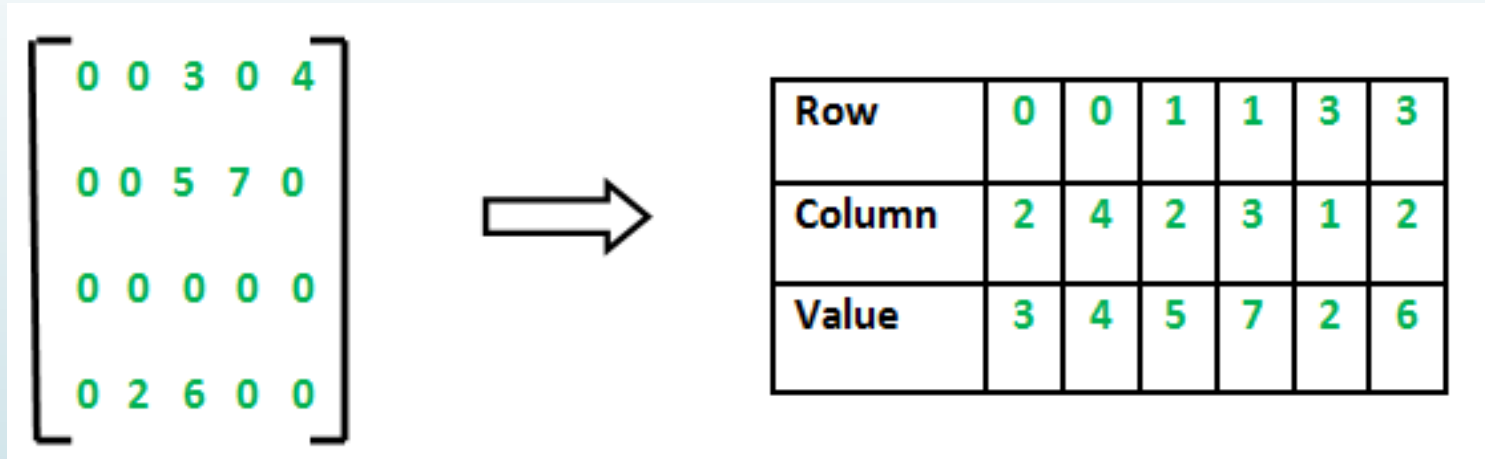 0 0 3 0 4
0 0 5 7 0
0 0 0 0 0
0 2 6 0 0
Row 0 0 1 1 3 3
Column 2 4 2 3 1 2
Value 3 4 5 7 2 6